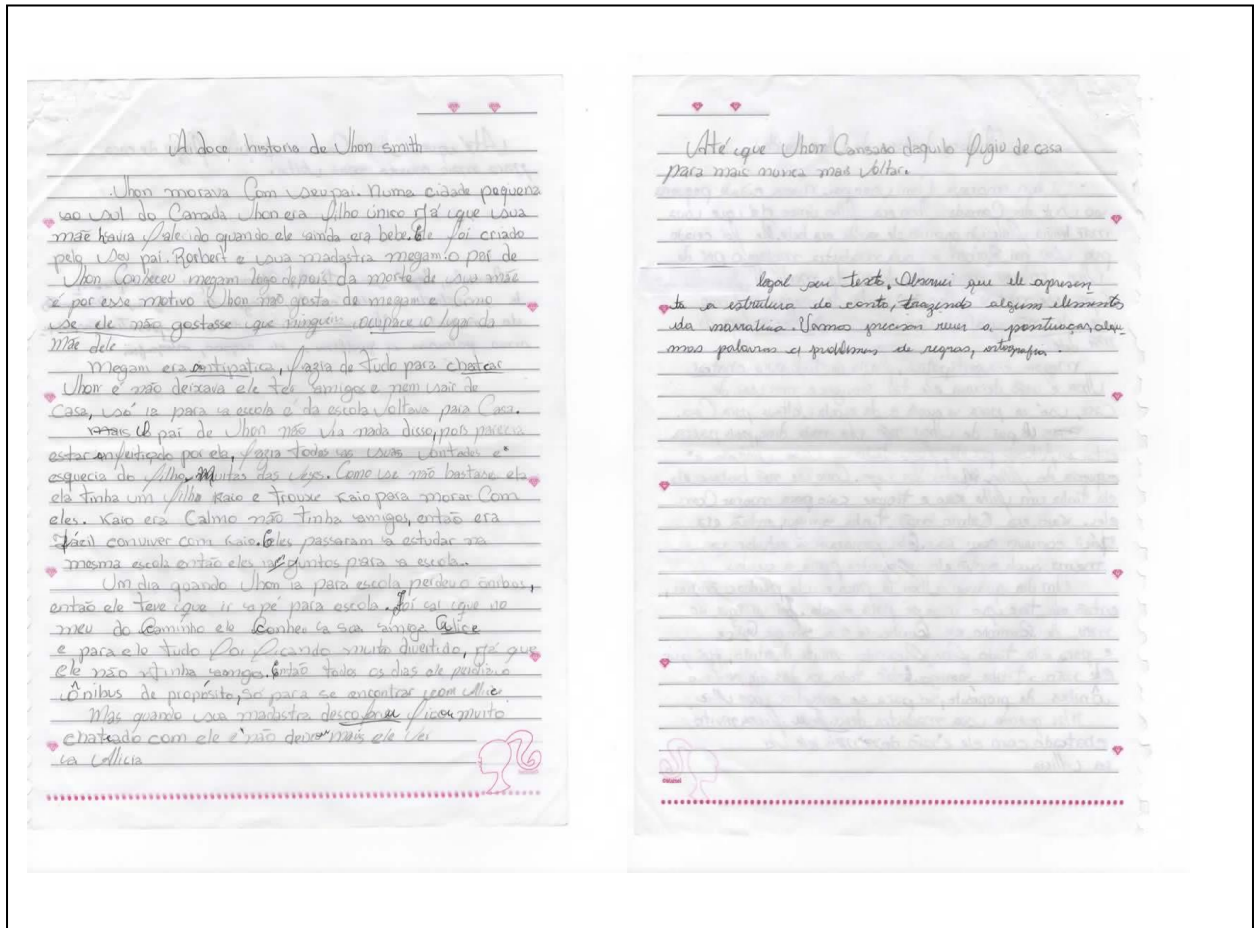 A doce historia de Jhon smith
Jhon morava Com seu pai. Numa cidade pequena
ao sul do Canada Jhon era filho único já que sua
mãe havia falecido quando ele ainda era bebe. Ele foi criado
pelo seu pai. Rorbert e sua madastra megam. o pai de
Jhon Conheceu megam logo depois da morte de sua mãe
é por esse motivo Jhon não gosta de megam e Como
se ele não gostasse que ninguém ocupace o lugar da
mãe dele
Megam era antipatica, fazia de tudo para chatear
Jhon e não deixava ele ter amigos e nem sair de
Casa, só ia para a escola e da escola voltava para Casa.
mais O pai de Jhon não via nada disso, pois parecia
estar enfeitiçado por ela, fazia todas as suas vontades e
esquecia do filho, Muitas das vezes. Como se não bastase ela
ela tinha um filho Kaio e trouxe Kaio para morar Com
eles. Kaio era Calmo não tinha amigos, então era
fácil conviver com Kaio. Eles passaram a estudar na
mesma escola então eles juntos para a escola.
Um dia quando Jhon ia para escola perdeu o ônibus,
então ele teve que ir a pé para escola. foi ai que no
meu do Caminho ele Conheu a sua amiga Alice
e para ele tudo foi ficando muito divertido, já que
Ele não tinha amigo. Então todos os dias ele perdia o
Ônibus de propósito, só para se encontrar com Allice
Mas quando sua madastra descobreu ficou muito
chateado com ele e não deixou mais ele ver
a Allicia
Até que Jhon Cansado daquilo fugio de casa
para mais nunca mais voltar.
legal seu texto. Observei que ele apresen
ta a estrutura do conto, trazendo algum elementos
da narrativa. Vamos precisar rever a pontuaçao, algu
mas palavras e problemas de regras, ortografia.